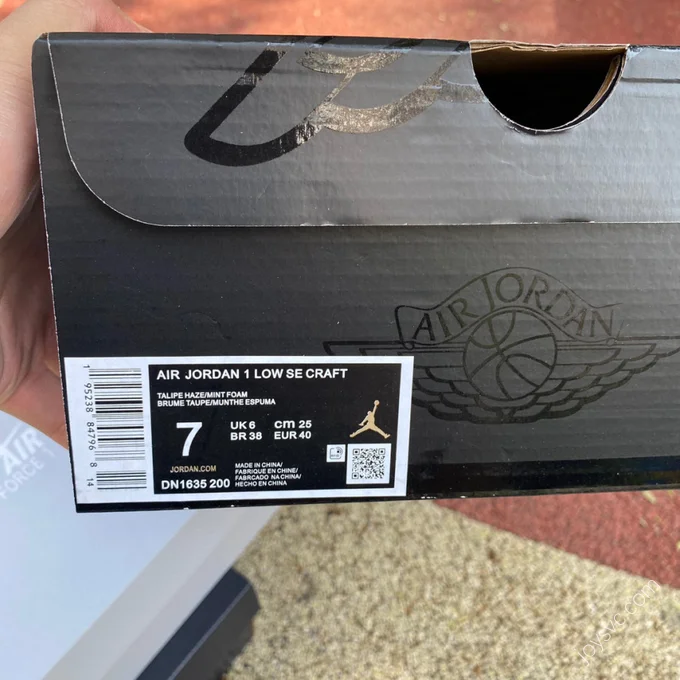 AIR JORDAN
AIR JORDAN 1 LOW SE CRAFT
TALIPE HAZE/MINT FOAM
BRUME TAUPE/MUNTHE ESPUMA
7
UK 6 cm 25
BR 38 EUR 40
JORDAN.COM
DN1635 200
MADE IN CHINA/
FABRIQUE EN CHINE/
FABRICADO NA CHINA/
HECHO EN CHINA
1 95238 84796 8 14
AIR
FORCE 1